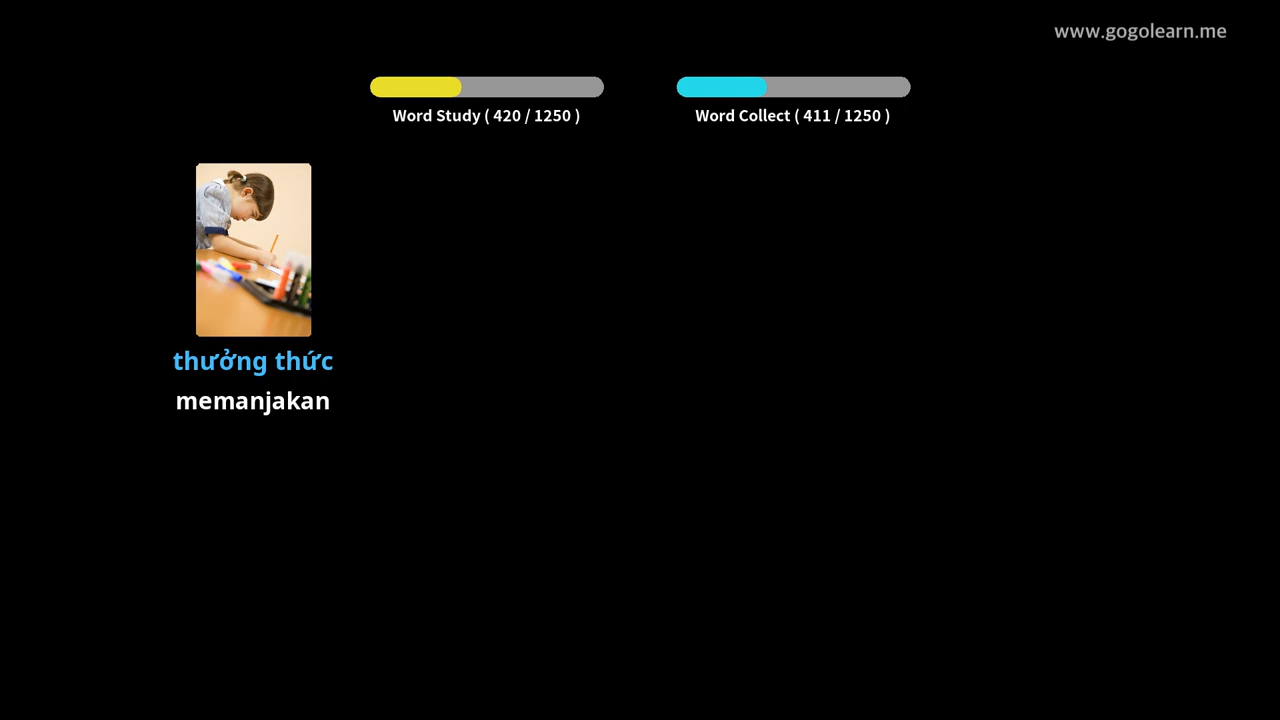 www.gogolearn.me
Word Study ( 420 / 1250 )
Word Collect ( 411 / 1250 )
thưởng thức
memanjakan